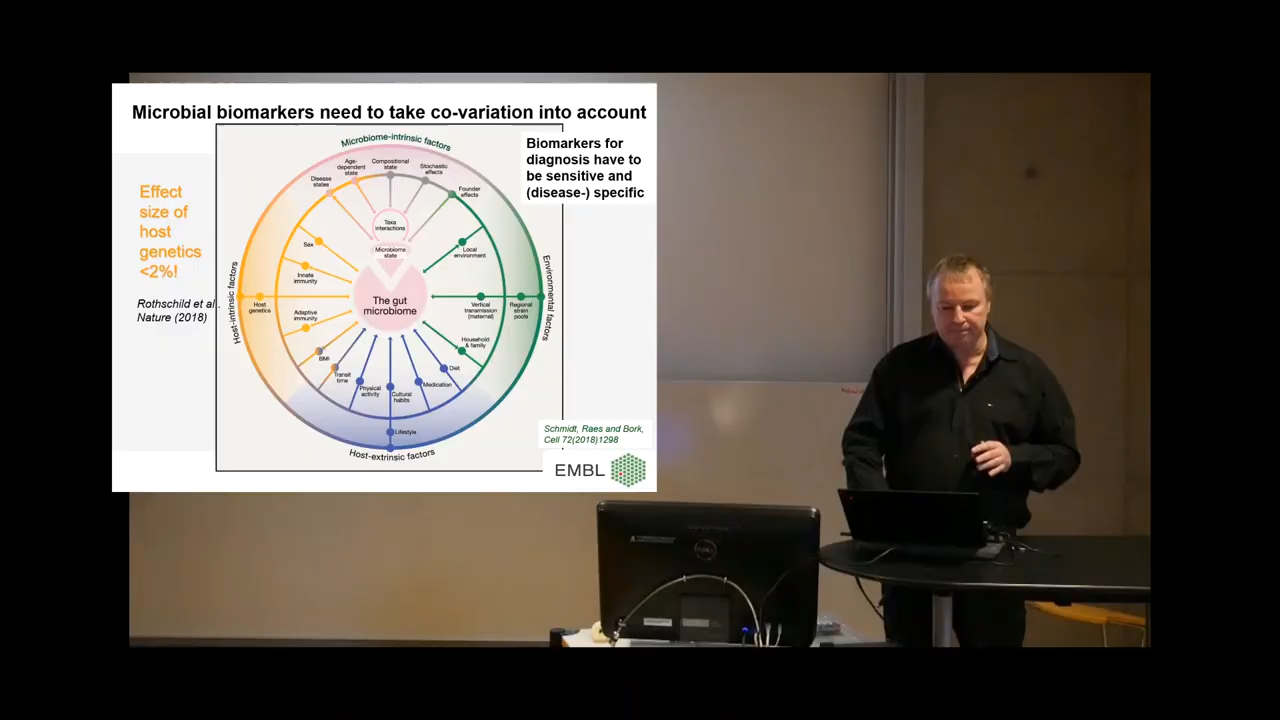 Microbial biomarkers need to take co-variation into account
Microbiome-intrinsic factors
Biomarkers for
diagnosis have to
be sensitive and
(disease-) specific
Effect
size of
host
genetics
<2%!
Rothschild et al.,
Nature (2018)
Disease
states
Age-
dependent
state
Compositional
state
Stochastic
effects
Founder
effects
Taxa
interactions
Microbiome
state
The gut
microbiome
Sex
Innate
immunity
Host
genetics
Adaptive
immunity
BMI
Transit
time
Physical
activity
Cultural
habits
Medication
Diet
Household
& family
Vertical
transmission
(maternal)
Regional
strain
pools
Local
environment
Lifestyle
Host-intrinsic factors
Environmental factors
Host-extrinsic factors
Schmidt, Raes and Bork,
Cell 72(2018)1298
EMBL
DELL